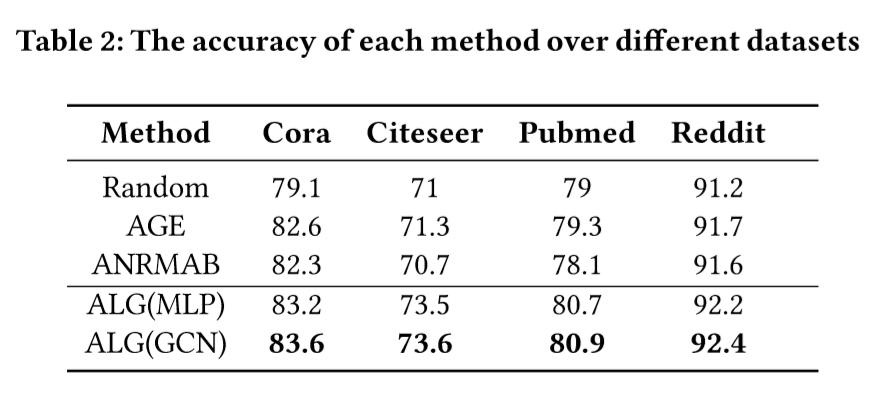 Table 2: The accuracy of each method over different datasets
Method Cora Citeseer Pubmed Reddit
Random 79.1 71 79 91.2
AGE 82.6 71.3 79.3 91.7
ANRMAB 82.3 70.7 78.1 91.6
ALG(MLP) 83.2 73.5 80.7 92.2
ALG(GCN) 83.6 73.6 80.9 92.4